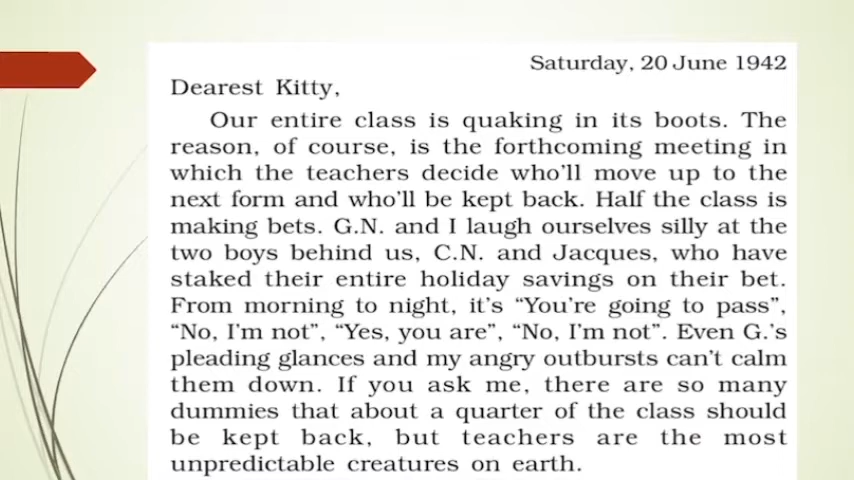 Saturday, 20 June 1942
Dearest Kitty,
Our entire class is quaking in its boots. The
reason, of course, is the forthcoming meeting in
which the teachers decide who'll move up to the
next form and who'll be kept back. Half the class is
making bets. G.N. and I laugh ourselves silly at the
two boys behind us, C.N. and Jacques, who have
staked their entire holiday savings on their bet.
From morning to night, it's “You're going to pass”,
“No, I'm not”, “Yes, you are”, “No, I'm not”. Even G.'s
pleading glances and my angry outbursts can't calm
them down. If you ask me, there are so many
dummies that about a quarter of the class should
be kept back, but teachers are the most
unpredictable creatures on earth.